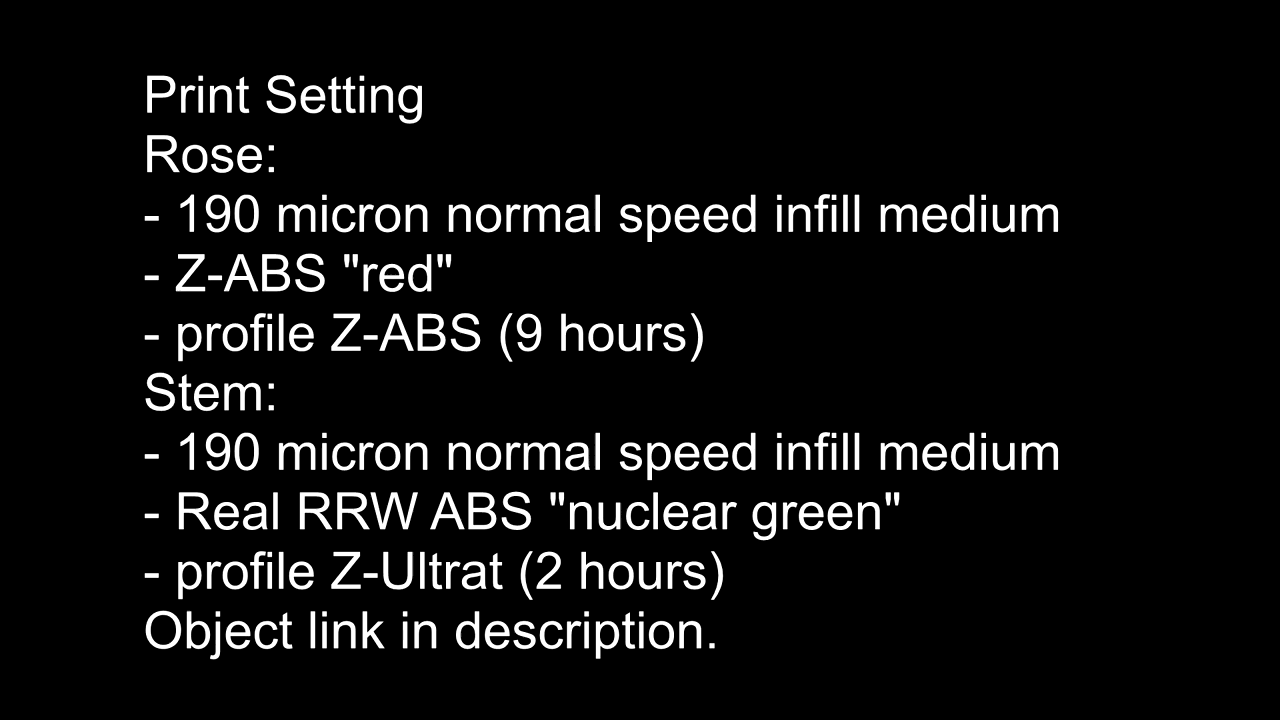 Print Setting
Rose:
- 190 micron normal speed infill medium
- Z-ABS "red"
- profile Z-ABS (9 hours)
Stem:
- 190 micron normal speed infill medium
- Real RRW ABS "nuclear green"
- profile Z-Ultrat (2 hours)
Object link in description.